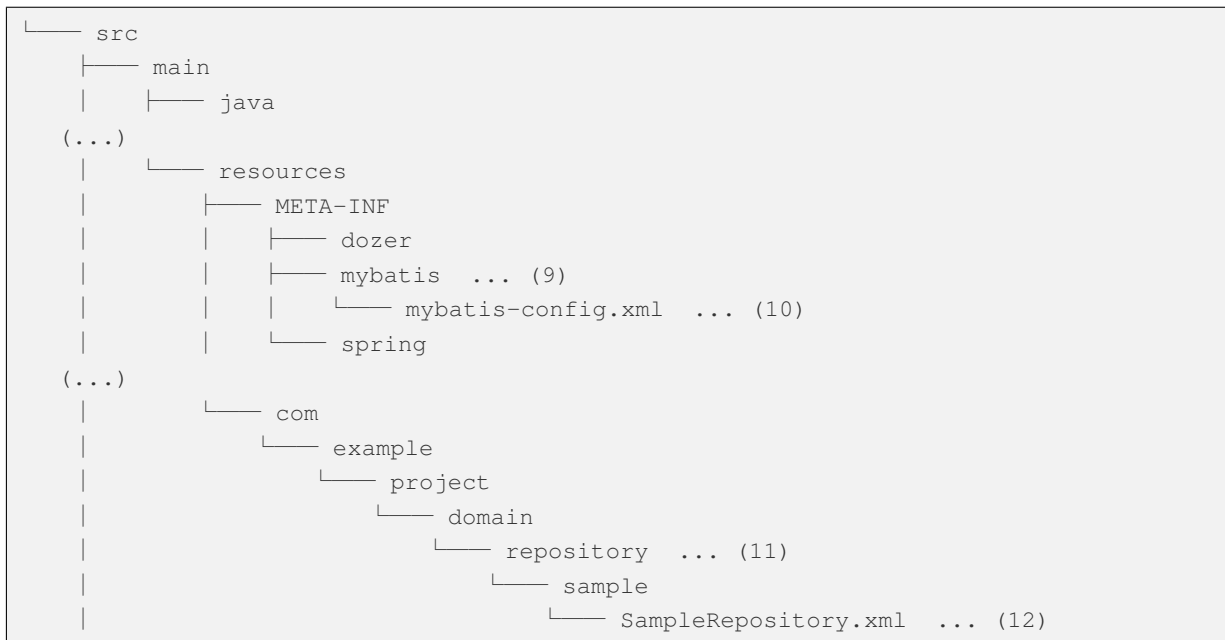 └── src
    ├── main
    │   ├── java
   (...)
    │   └── resources
    │       ├── META-INF
    │       │   ├── dozer
    │       │   ├── mybatis  ... (9)
    │       │   │   └── mybatis-config.xml  ... (10)
    │       │   └── spring
   (...)
    │       └── com
    │           └── example
    │               └── project
    │                   └── domain
    │                       └── repository  ... (11)
    │                           └── sample
    │                               └── SampleRepository.xml  ... (12)